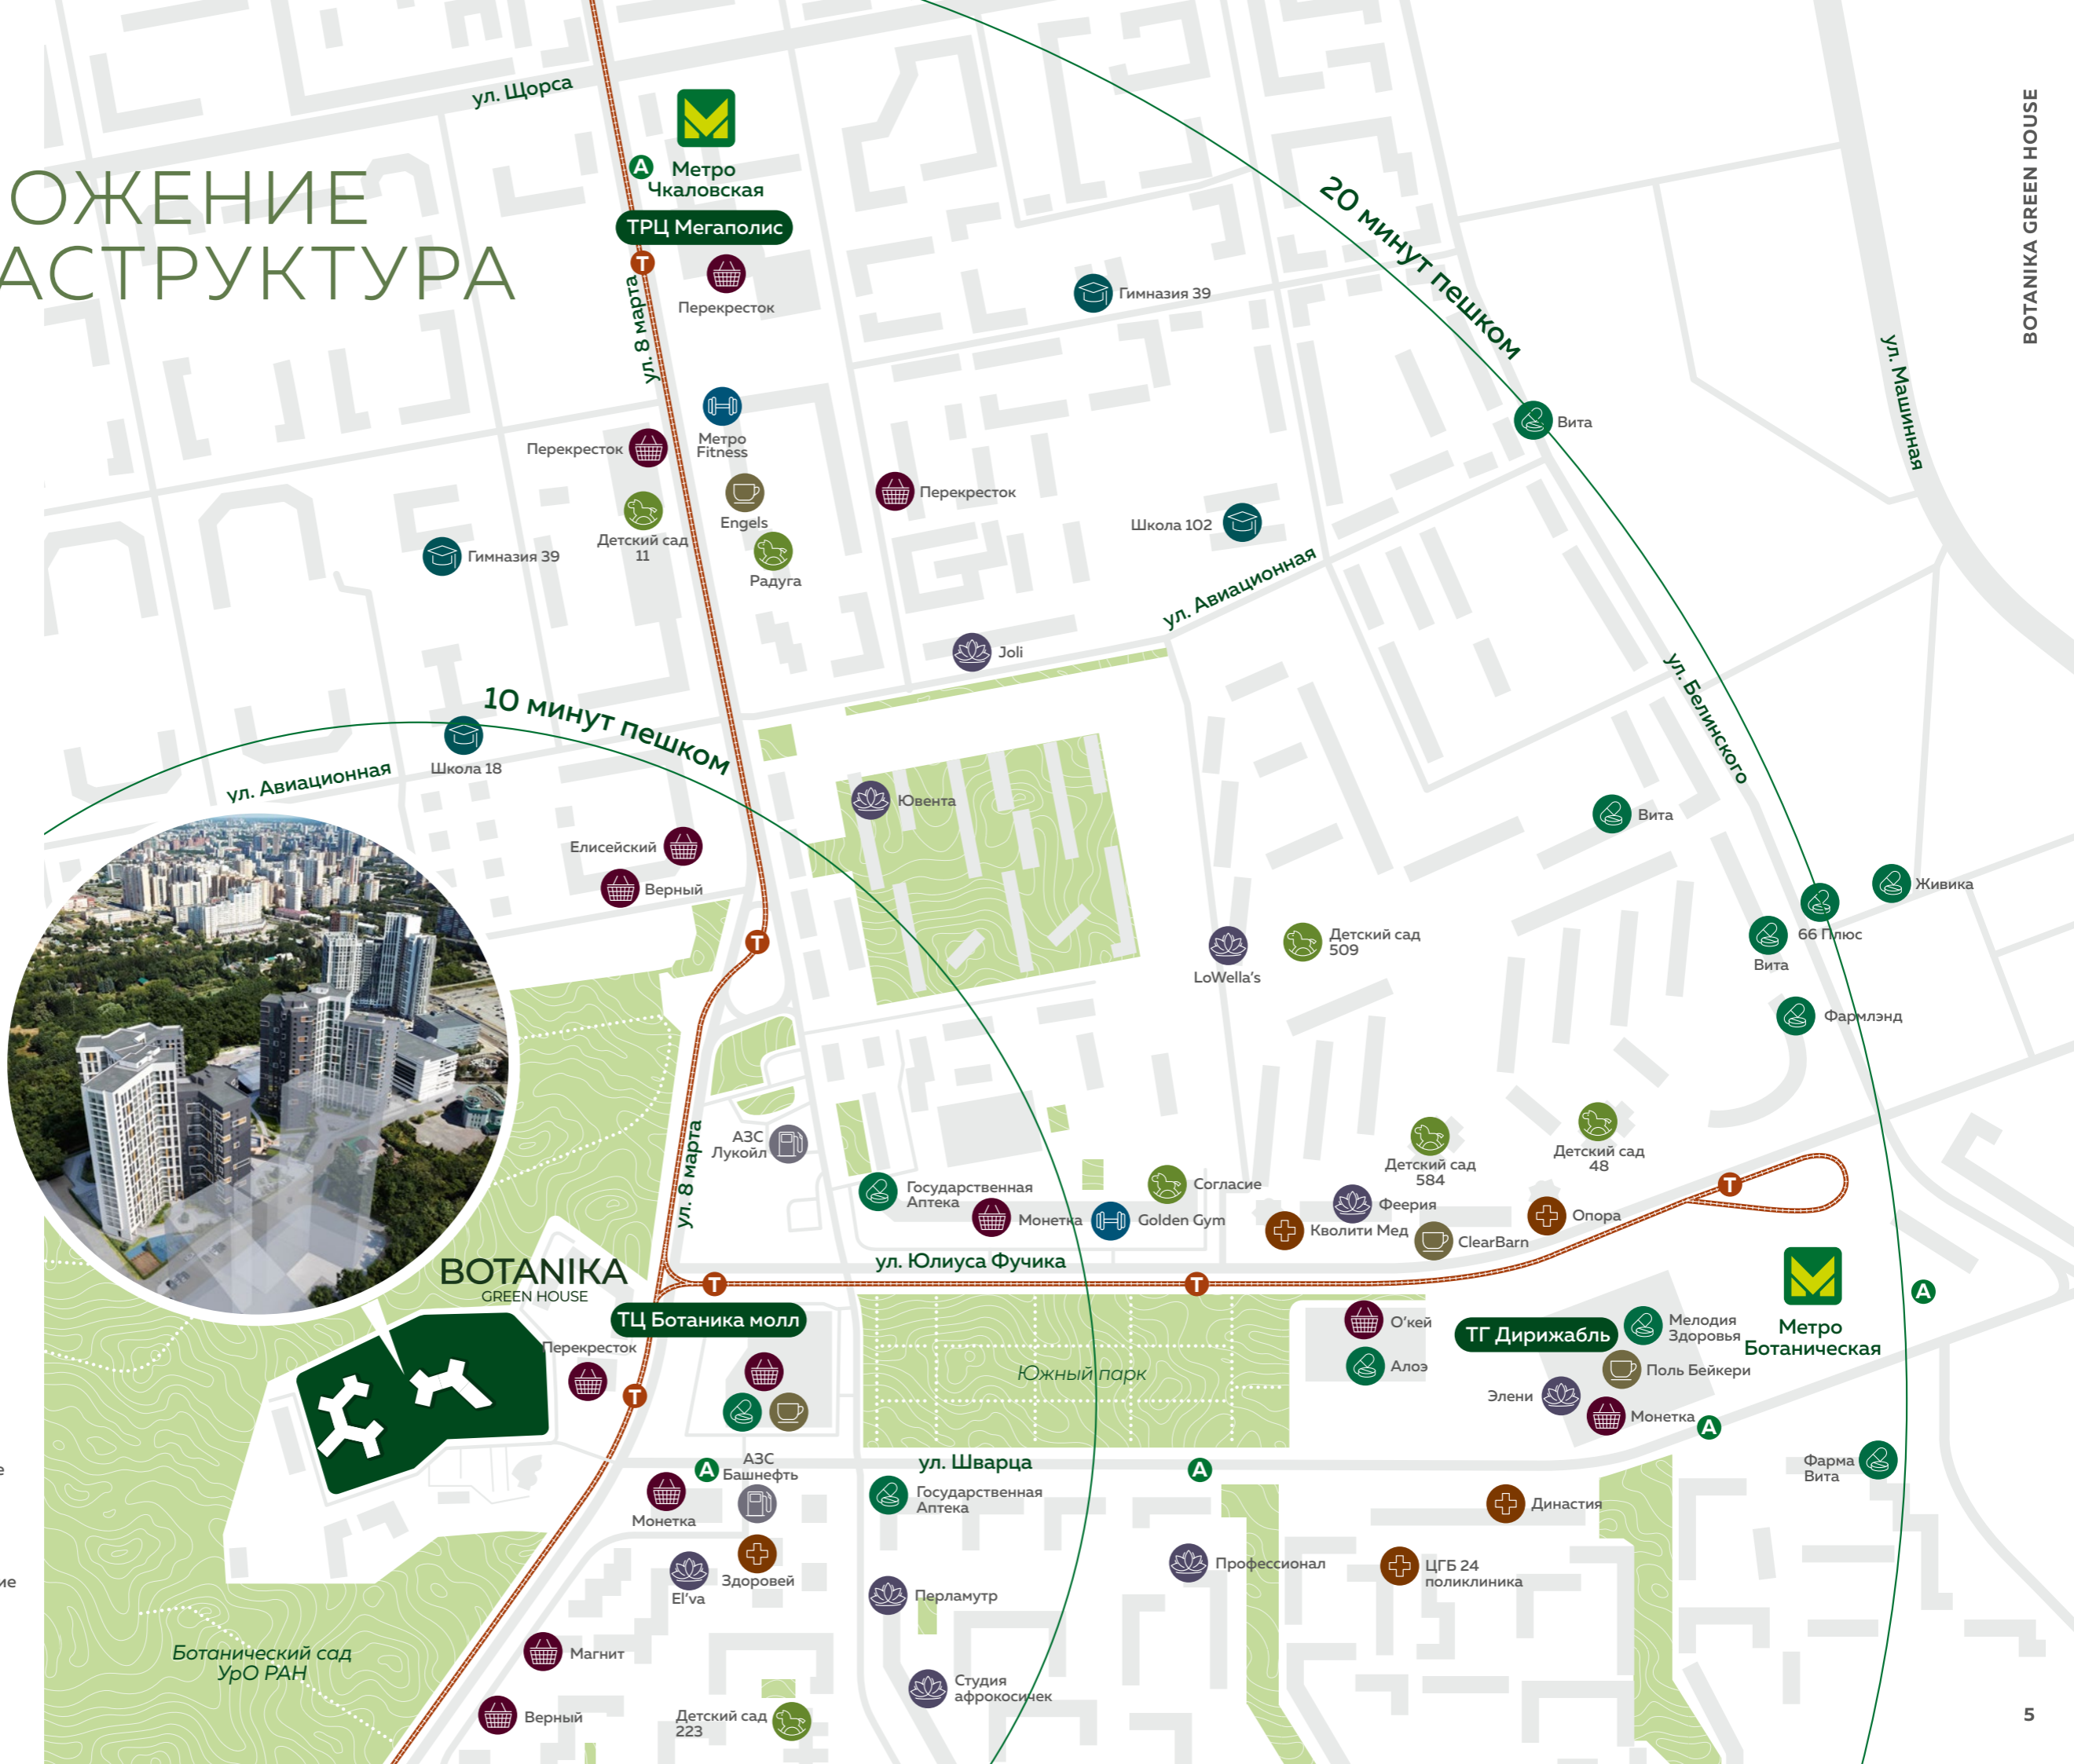 ОЖЕНИЕ
АСТРУКТУРА
BOTANIKA GREEN HOUSE
ул. Щорса
А
Метро
Чкаловская
ТРЦ Мегаполис
Т
Перекресток
ул. 8 марта
20 минут пешком
Гимназия 39
ул. Машинная
Вита
Метро
Fitness
Перекресток
Перекресток
Engels
Детский сад
11
Радуга
Гимназия 39
Школа 102
ул. Авиационная
Joli
ул. Белинского
10 минут пешком
Школа 18
ул. Авиационная
Ювента
Вита
Елисейский
Верный
Живика
66 Плюс
Вита
Т
LoWella's
Детский сад
509
Фармлэнд
АЗС
Лукойл
ул. 8 марта
Государственная
Аптека
Монетка
Golden Gym
Согласие
Детский сад
584
Детский сад
48
Феерия
Кволити Мед
ClearBarn
Опора
Т
ул. Юлиуса Фучика
Т
Т
BOTANIKA
GREEN HOUSE
ТЦ Ботаника молл
Перекресток
Т
Южный парк
О'кей
Алоэ
ТГ Дирижабль
Мелодия
Здоровья
Поль Бейкери
Элени
Монетка
А
Метро
Ботаническая
А
ул. Шварца
А
А
АЗС
Башнефть
Монетка
Государственная
Аптека
Фарма
Вита
Династия
El'va
Здоровей
Перламутр
Профессионал
ЦГБ 24
поликлиника
Магнит
Верный
Детский сад
223
Студия
афрокосичек
Ботанический сад
УрО РАН
е
ие
5